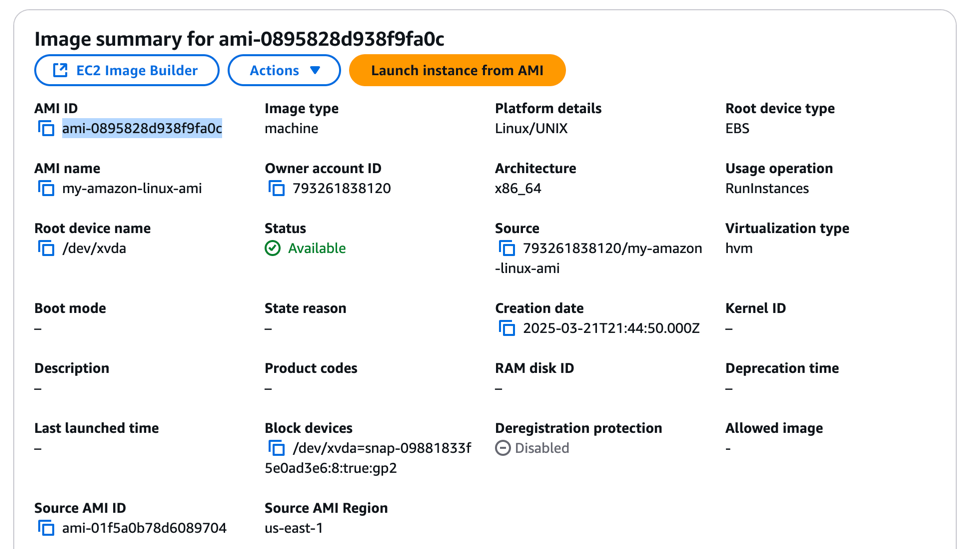 Image summary for ami-0895828d938f9fa0c
EC2 Image Builder
Actions
Launch instance from AMI
AMI ID
ami-0895828d938f9fa0c
Image type
machine
Platform details
Linux/UNIX
Root device type
EBS
AMI name
my-amazon-linux-ami
Owner account ID
793261838120
Architecture
x86_64
Usage operation
RunInstances
Root device name
/dev/xvda
Status
Available
Source
793261838120/my-amazon
-linux-ami
Virtualization type
hvm
Boot mode
–
State reason
–
Creation date
2025-03-21T21:44:50.000Z
Kernel ID
–
Description
–
Product codes
–
RAM disk ID
–
Deprecation time
–
Last launched time
–
Block devices
/dev/xvda=snap-09881833f
5e0ad3e6:8:true:gp2
Deregistration protection
Disabled
Allowed image
-
Source AMI ID
ami-01f5a0b78d6089704
Source AMI Region
us-east-1